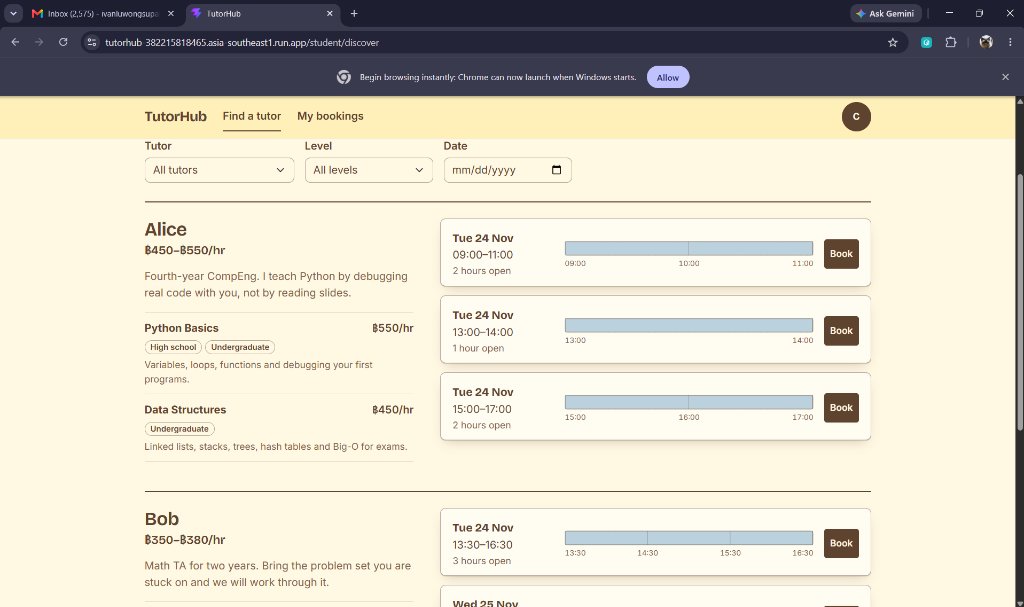 Inbox (2,575) - ivanluwongsupa
TutorHub
Ask Gemini
tutorhub-382215818465.asia-southeast1.run.app/student/discover
Begin browsing instantly: Chrome can now launch when Windows starts.
Allow
TutorHub
Find a tutor
My bookings
C
Tutor
Level
Date
All tutors
All levels
mm/dd/yyyy
Alice
฿450–฿550/hr
Fourth-year CompEng. I teach Python by debugging
real code with you, not by reading slides.
Python Basics
฿550/hr
High school
Undergraduate
Variables, loops, functions and debugging your first
programs.
Data Structures
฿450/hr
Undergraduate
Linked lists, stacks, trees, hash tables and Big-O for exams.
Tue 24 Nov
09:00–11:00
2 hours open
09:00
10:00
11:00
Book
Tue 24 Nov
13:00–14:00
1 hour open
13:00
14:00
Book
Tue 24 Nov
15:00–17:00
2 hours open
15:00
16:00
17:00
Book
Bob
฿350–฿380/hr
Math TA for two years. Bring the problem set you are
stuck on and we will work through it.
Tue 24 Nov
13:30–16:30
3 hours open
13:30
14:30
15:30
16:30
Book
Wed 25 Nov